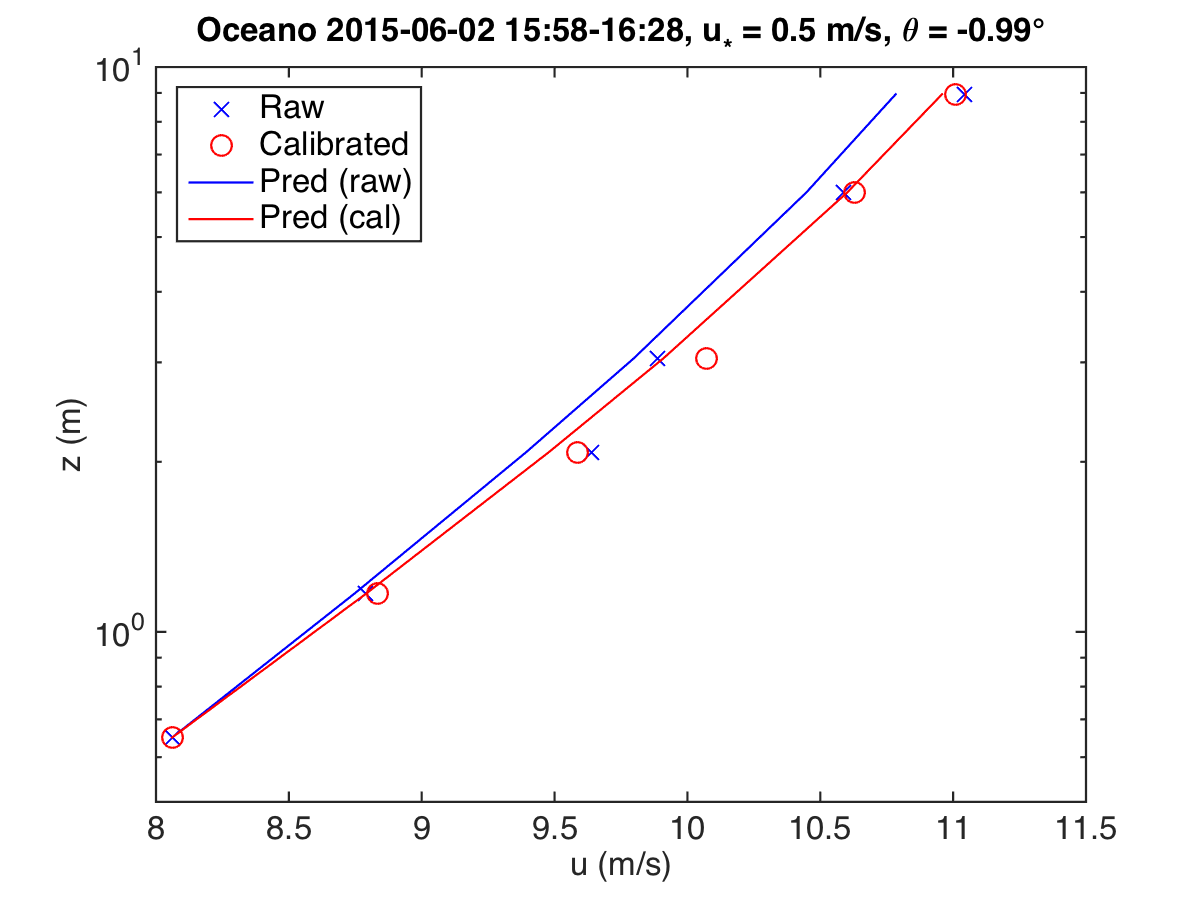 Oceano 2015-06-02 15:58-16:28, u* = 0.5 m/s, θ = -0.99°
10^1
Raw
Calibrated
Pred (raw)
Pred (cal)
z (m)
10^0
8 8.5 9 9.5 10 10.5 11 11.5
u (m/s)